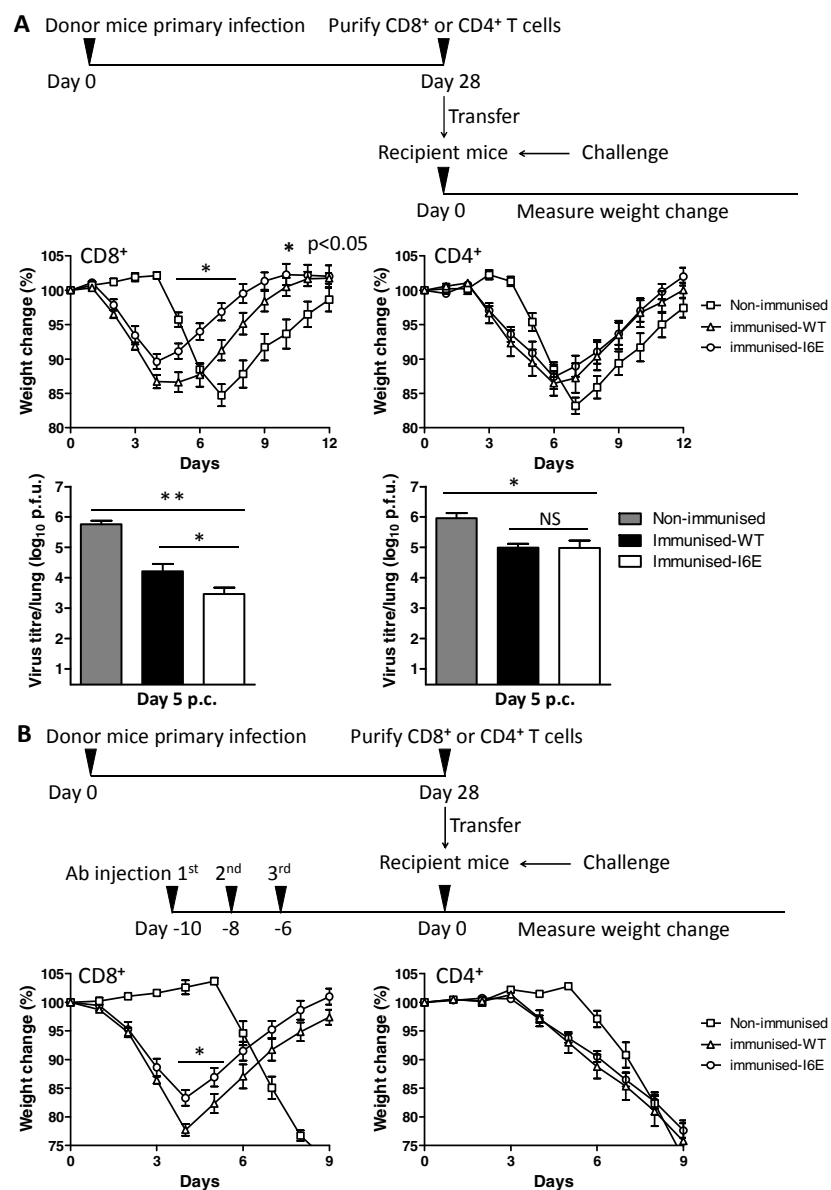 A Donor mice primary infection Purify CD8+ or CD4+ T cells
Day 0 Day 28
Transfer
Recipient mice Challenge
Day 0 Measure weight change
CD8+
* * p<0.05
Weight change (%)
105
100
95
90
85
80
0 3 6 9 12
Days
CD4+
Weight change (%)
105
100
95
90
85
80
0 3 6 9 12
Days
Non-immunised
immunised-WT
immunised-I6E
Virus titre/lung (log10 p.f.u.)
7
6
5
4
3
2
1
**
*
Day 5 p.c.
Virus titre/lung (log10 p.f.u.)
7
6
5
4
3
2
1
*
NS
Day 5 p.c.
Non-immunised
Immunised-WT
Immunised-I6E
B Donor mice primary infection Purify CD8+ or CD4+ T cells
Day 0 Day 28
Transfer
Recipient mice Challenge
Ab injection 1st 2nd 3rd
Day -10 -8 -6 Day 0 Measure weight change
CD8+
*
Weight change (%)
105
100
95
90
85
80
75
0 3 6 9
Days
CD4+
Weight change (%)
105
100
95
90
85
80
75
0 3 6 9
Days
Non-immunised
immunised-WT
immunised-I6E